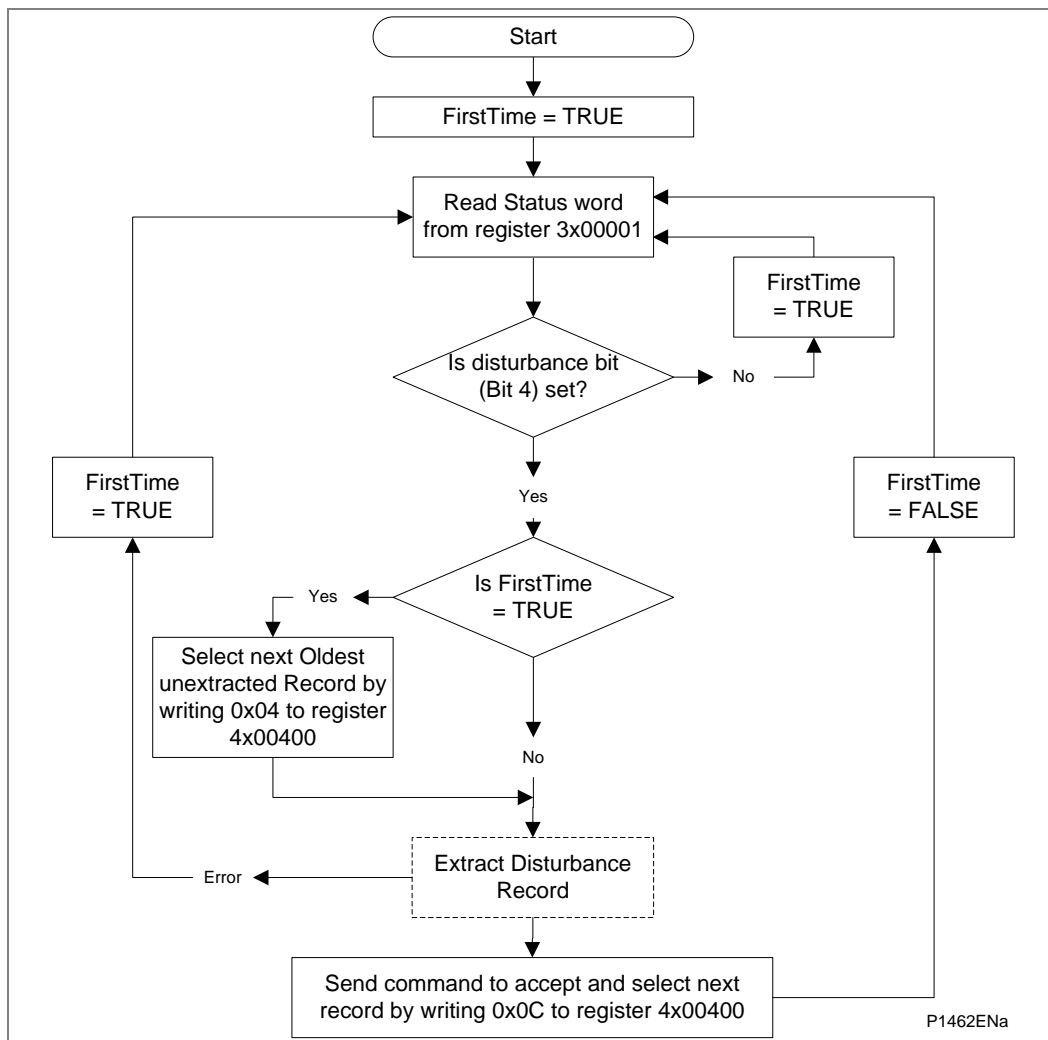 Start
FirstTime = TRUE
Read Status word
from register 3x00001
FirstTime
= TRUE
Is disturbance bit
(Bit 4) set?
No
FirstTime
= TRUE
Yes
FirstTime
= FALSE
Is FirstTime
= TRUE
Yes
Select next Oldest
unextracted Record by
writing 0x04 to register
4x00400
No
Extract Disturbance
Record
Error
Send command to accept and select next
record by writing 0x0C to register 4x00400
P1462ENa